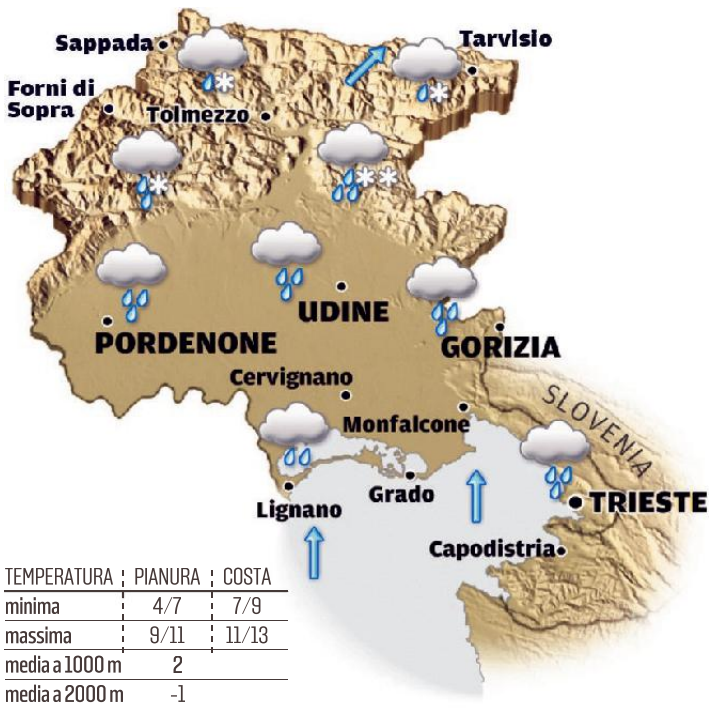 Sappada
Tarvisio
Forni di
Sopra
Tolmezzo
UDINE
PORDENONE
GORIZIA
Cervignano
SLOVENIA
Monfalcone
Grado
TRIESTE
Lignano
Capodistria
TEMPERATURA PIANURA COSTA
minima 4/7 7/9
massima 9/11 11/13
media a 1000 m 2
media a 2000 m -1